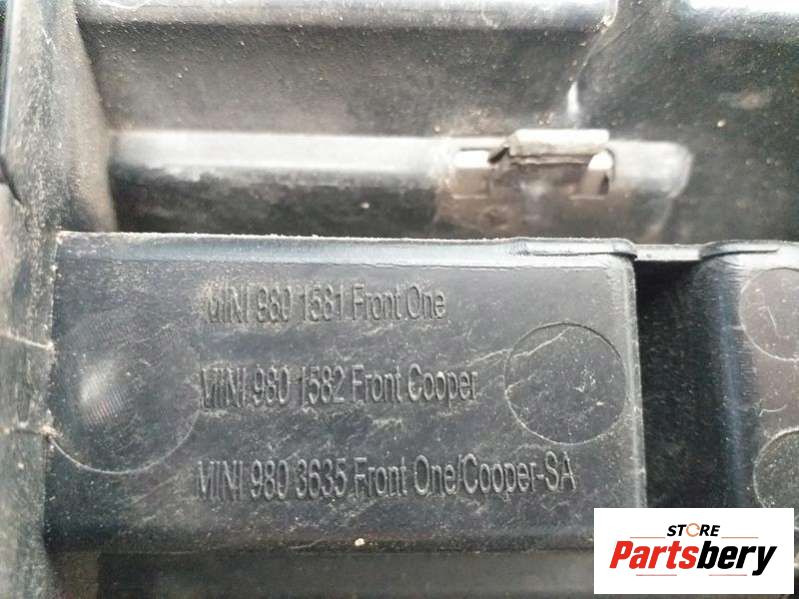 MINI 980 1581 Front One
MINI 980 1582 Front Cooper
MINI 980 3635 Front One/Cooper-SA
STORE
Partsbery